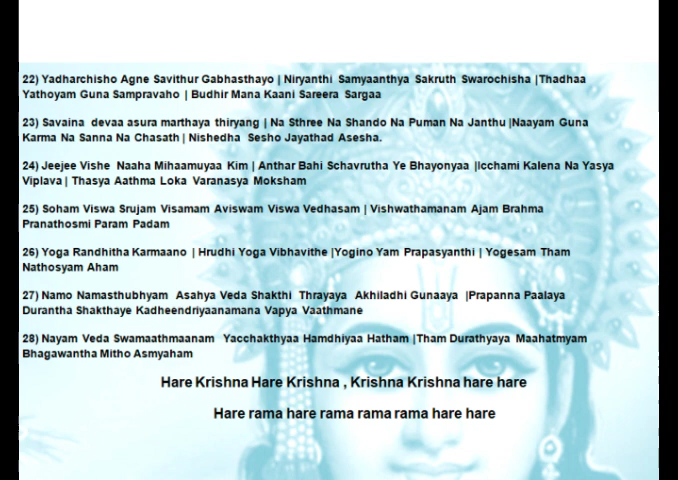 22) Yadharchisho Agne Savithur Gabhasthayo | Niryanthi Samyaanthya Sakruth Swarochisha |Thadhaa
Yathoyam Guna Sampravaho | Budhir Mana Kaani Sareera Sargaa
23) Savaina devaa asura marthaya thiryang | Na Sthree Na Shando Na Puman Na Janthu |Naayam Guna
Karma Na Sanna Na Chasath | Nishedha Sesho Jayathad Asesha.
24) Jeejee Vishe Naaha Mihaamuyaa Kim | Anthar Bahi Schavrutha Ye Bhayonyaa |Icchami Kalena Na Yasya
Viplava | Thasya Aathma Loka Varanasya Moksham
25) Soham Viswa Srujam Visamam Aviswam Viswa Vedhasam | Vishwathamanam Ajam Brahma
Pranathosmi Param Padam
26) Yoga Randhitha Karmaano | Hrudhi Yoga Vibhavithe |Yogino Yam Prapasyanthi | Yogesam Tham
Nathosyam Aham
27) Namo Namasthubhyam Asahya Veda Shakthi Thrayaya Akhiladhi Gunaaya |Prapanna Paalaya
Durantha Shakthaye Kadheendriyaanamana Vapya Vaathmane
28) Nayam Veda Swamaathmaanam Yacchakthyaa Hamdhiyaa Hatham |Tham Durathyaya Maahatmyam
Bhagawantha Mitho Asmyaham
Hare Krishna Hare Krishna , Krishna Krishna hare hare
Hare rama hare rama rama rama hare hare